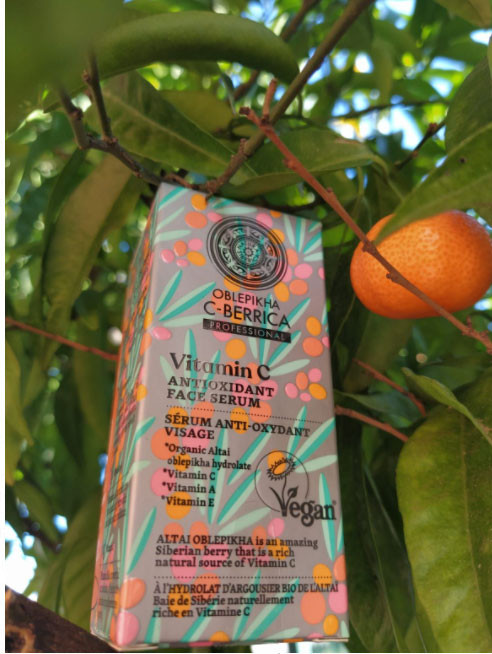 OBLEPIKHA
C-BERRICA
PROFESSIONAL
Vitamin C
ANTIOXIDANT
FACE SERUM
SÉRUM ANTI-OXYDANT
VISAGE
*Organic Altai
oblepikha hydrolate
*Vitamin C
*Vitamin A
*Vitamin E
Vegan
ALTAI OBLEPIKHA is an amazing
Siberian berry that is a rich
natural source of Vitamin C
À l'HYDROLAT D'ARGOUSIER BIO DE L'ALTAÏ
Baie de Sibérie naturellement
riche en Vitamine C